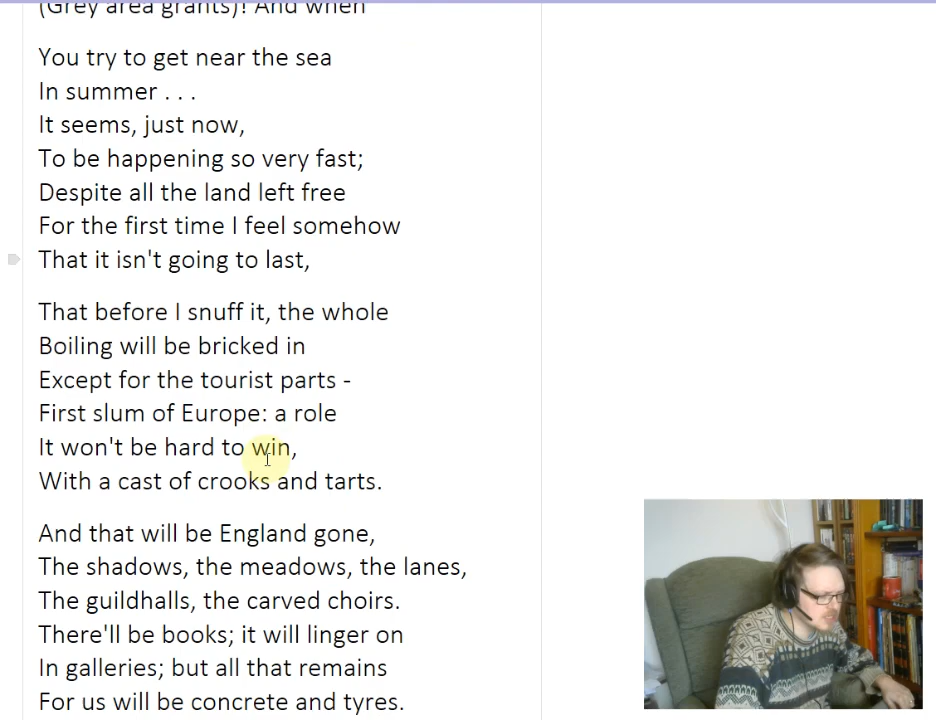 (Grey area grants)! And when
You try to get near the sea
In summer . . .
It seems, just now,
To be happening so very fast;
Despite all the land left free
For the first time I feel somehow
That it isn't going to last,
That before I snuff it, the whole
Boiling will be bricked in
Except for the tourist parts -
First slum of Europe: a role
It won't be hard to win,
With a cast of crooks and tarts.
And that will be England gone,
The shadows, the meadows, the lanes,
The guildhalls, the carved choirs.
There'll be books; it will linger on
In galleries; but all that remains
For us will be concrete and tyres.